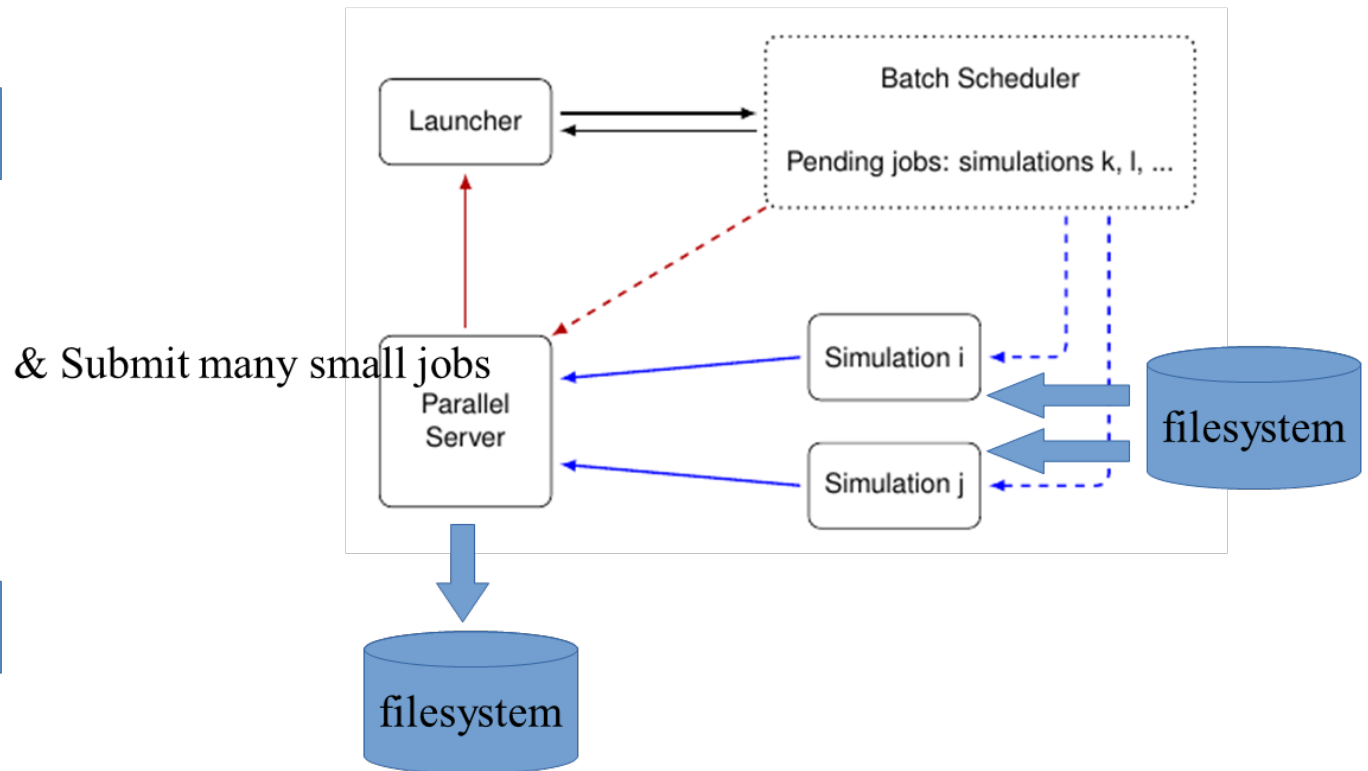 Batch Scheduler
Launcher
Pending jobs: simulations k, l, ...
& Submit many small jobs
Simulation i
Parallel
Server
filesystem
Simulation j
filesystem